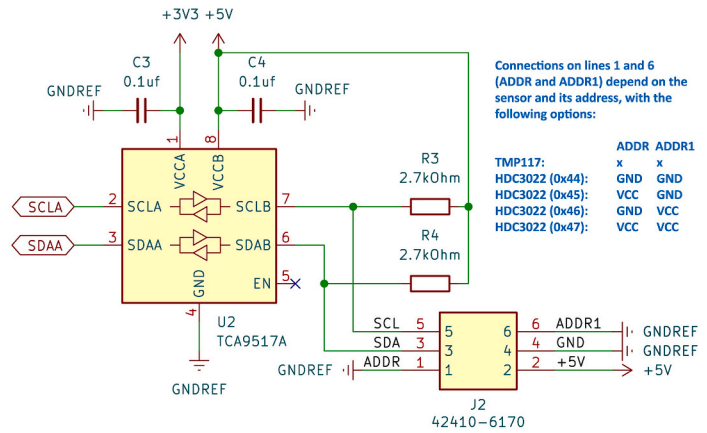 +3V3 +5V
C3
0.1uf
C4
0.1uf
GNDREF
GNDREF
1
8
VCCA
VCCB
SCLA
2
SCLA
SCLB
7
SDAA
3
SDAA
SDAB
6
EN
5
GND
4
U2
TCA9517A
GNDREF
R3
2.7kOhm
R4
2.7kOhm
Connections on lines 1 and 6
(ADDR and ADDR1) depend on the
sensor and its address, with the
following options:
ADDR ADDR1
TMP117: x x
HDC3022 (0x44): GND GND
HDC3022 (0x45): VCC GND
HDC3022 (0x46): GND VCC
HDC3022 (0x47): VCC VCC
SCL 5 5 6 6 ADDR1 GNDREF
SDA 3 3 4 4 GND GNDREF
GNDREF ADDR 1 1 2 2 +5V +5V
J2
42410-6170